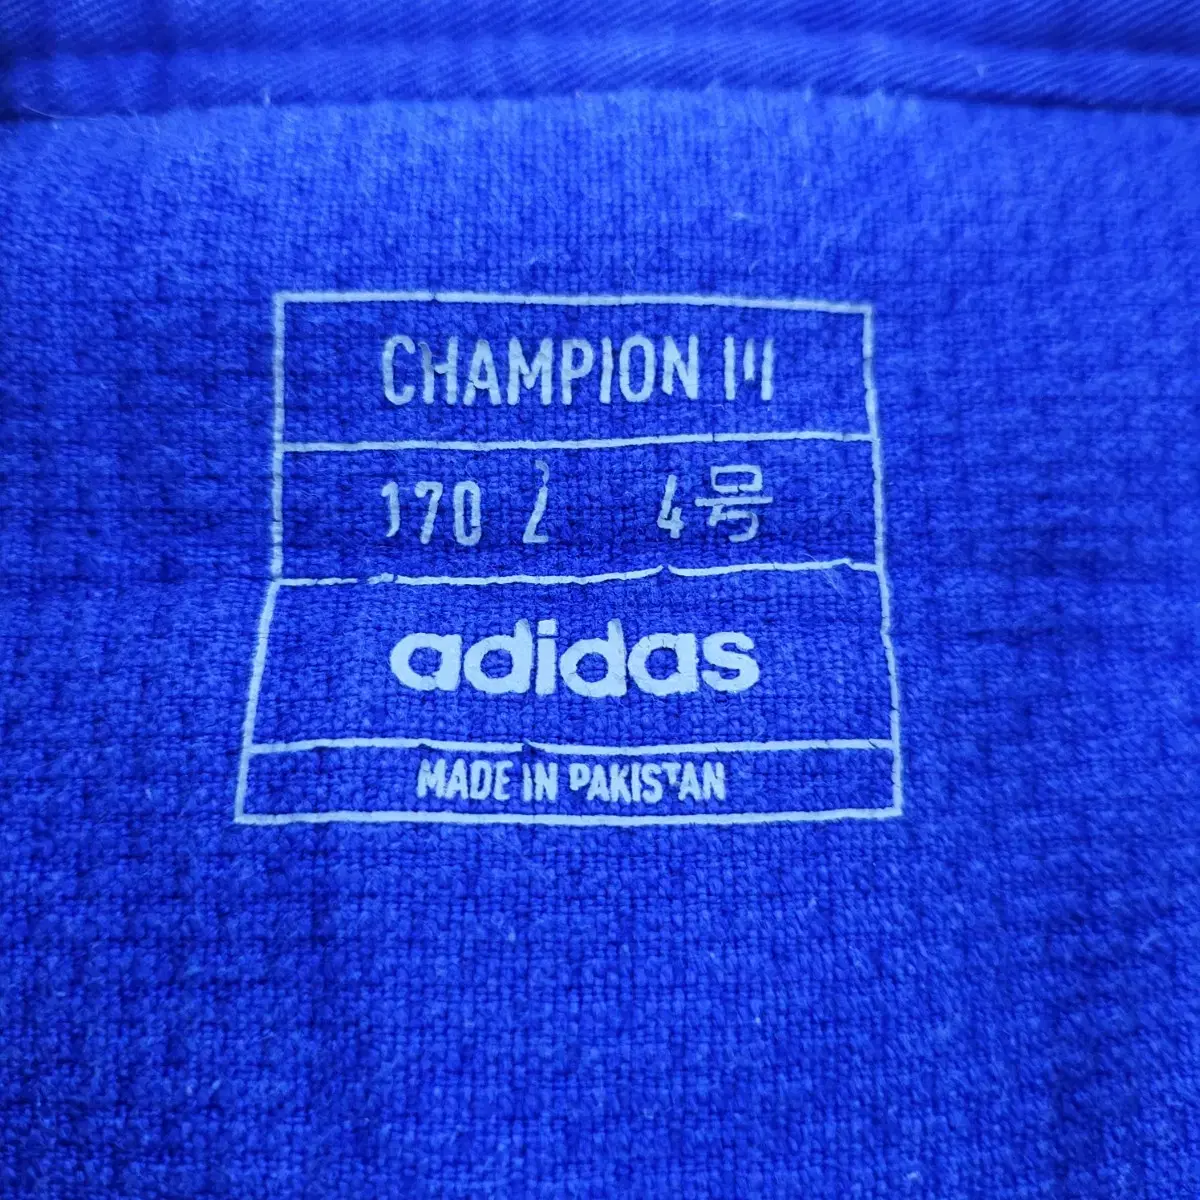 CHAMPION III
170 2 4号
adidas
MADE IN PAKISTAN